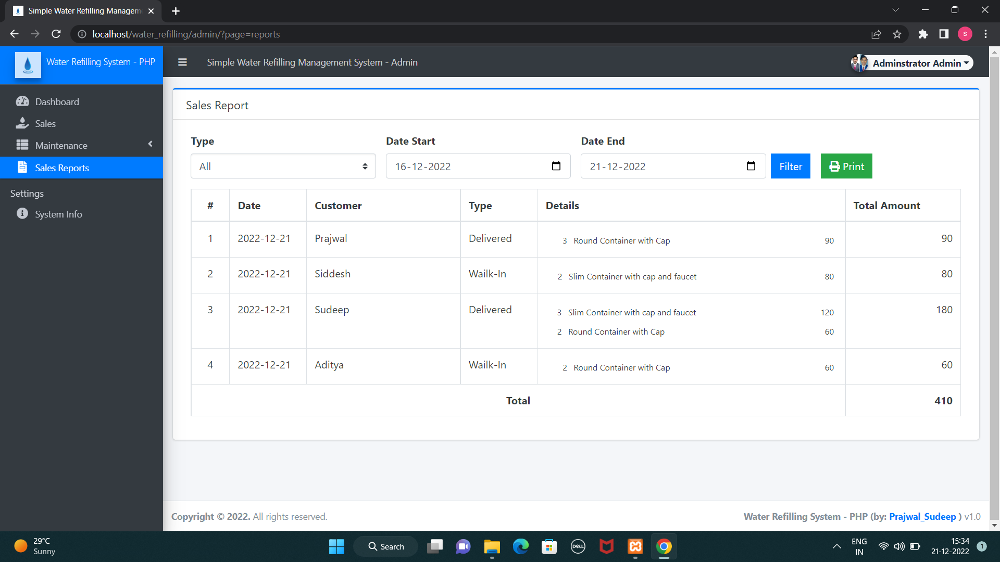 Simple Water Refilling Managem
localhost/water_refilling/admin/?page=reports
S
Water Refilling System - PHP
Simple Water Refilling Management System - Admin
Adminstrator Admin
Dashboard
Sales
Maintenance
Sales Reports
Settings
System Info
Sales Report
Type Date Start Date End
All 16-12-2022 21-12-2022 Filter Print
# Date Customer Type Details Total Amount
1 2022-12-21 Prajwal Delivered 3 Round Container with Cap 90 90
2 2022-12-21 Siddesh Wailk-In 2 Slim Container with cap and faucet 80 80
3 2022-12-21 Sudeep Delivered 3 Slim Container with cap and faucet 120 180
2 Round Container with Cap 60
4 2022-12-21 Aditya Wailk-In 2 Round Container with Cap 60 60
Total 410
Copyright © 2022. All rights reserved. Water Refilling System - PHP (by: Prajwal_Sudeep ) v1.0
29°C
Sunny
Search
DELL
ENG
IN
15:34
21-12-2022
1